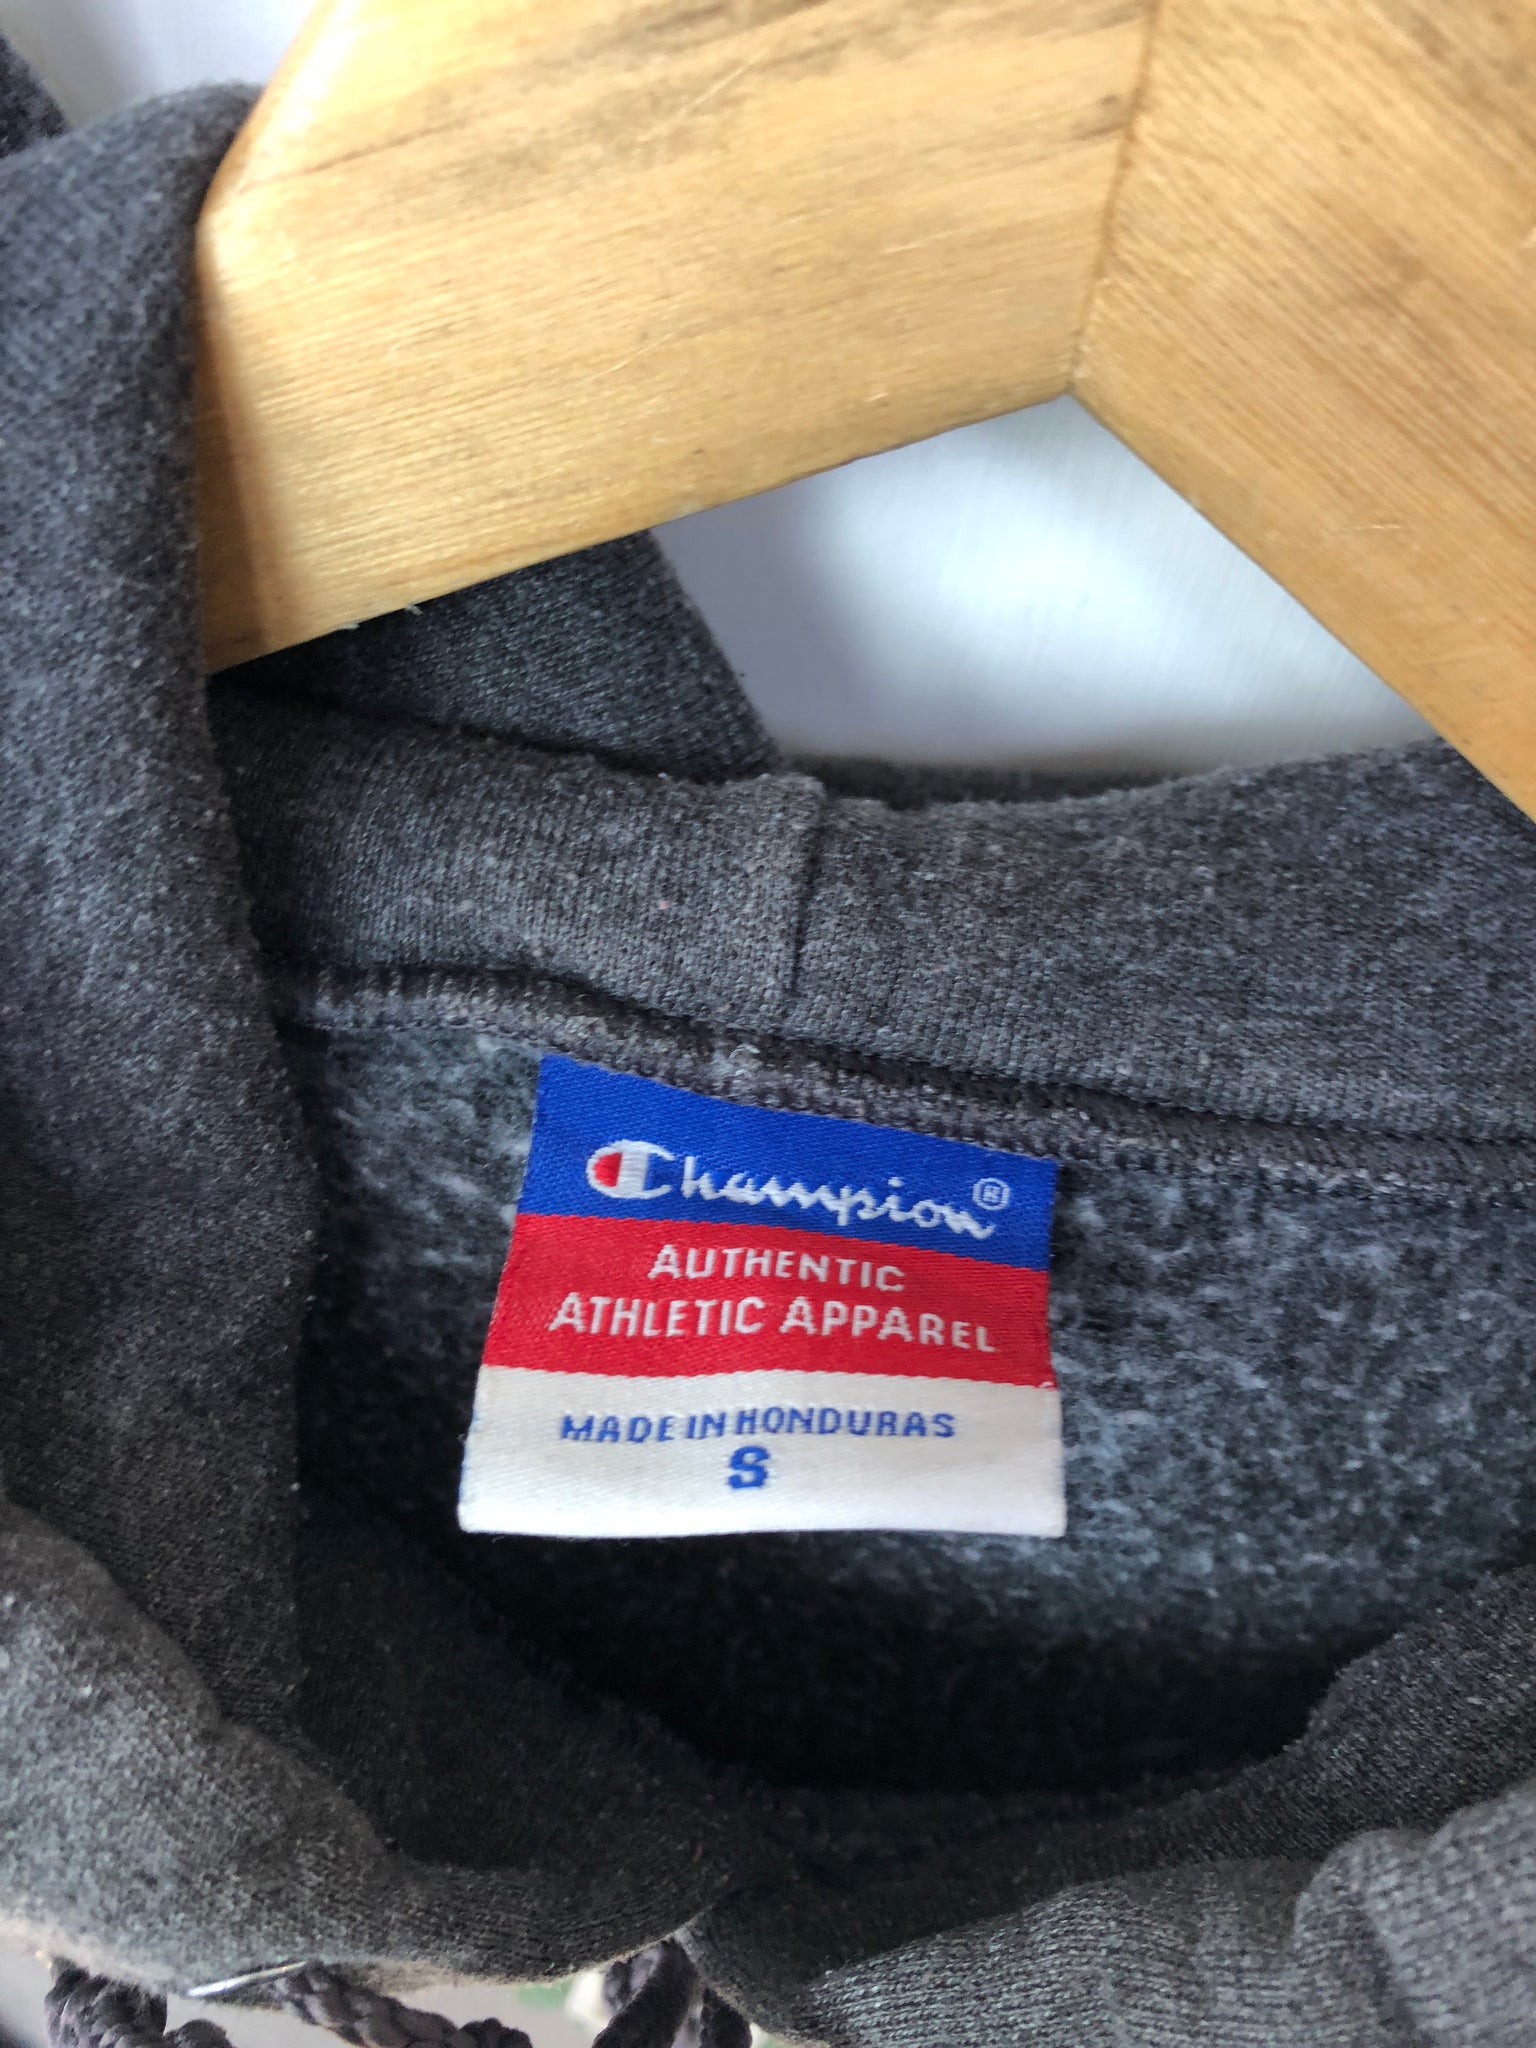 Champion®
AUTHENTIC
ATHLETIC APPAREL
MADE IN HONDURAS
S